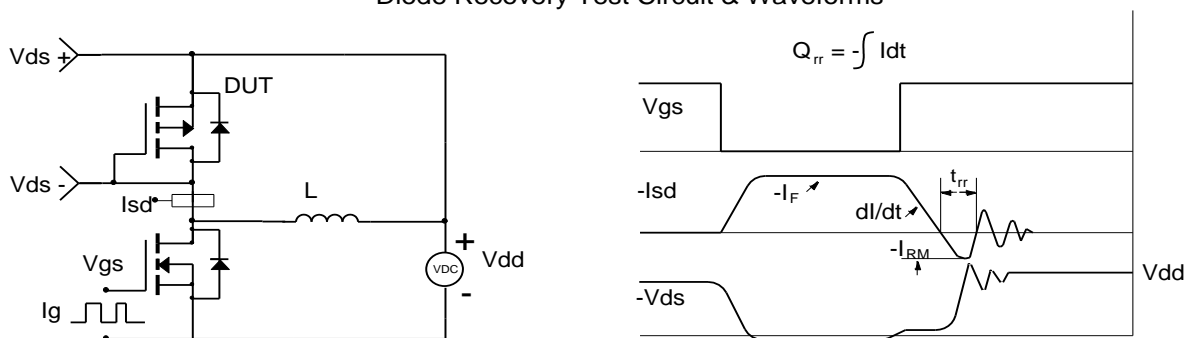 Diode Recovery Test Circuit & Waveforms
Vds +
DUT
Vds -
Isd
L
Vgs
Ig
+
VDC
-
Vdd
Q rr = - ∫ Idt
Vgs
t rr
-Isd
-I F
dI/dt
-I RM
Vdd
-Vds